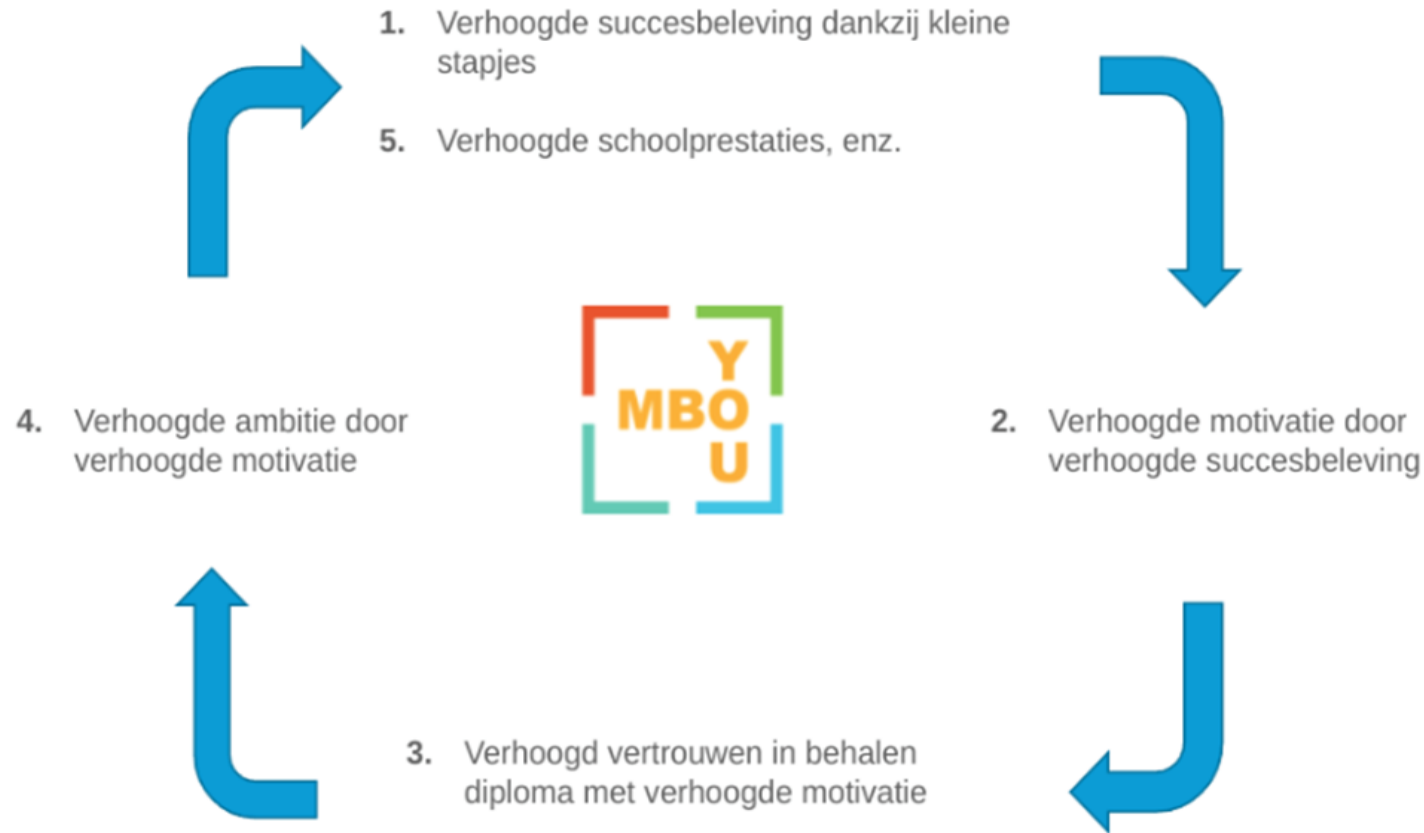 1. Verhoogde succesbeleving dankzij kleine
stapjes
5. Verhoogde schoolprestaties, enz.
2. Verhoogde motivatie door
verhoogde succesbeleving
3. Verhoogd vertrouwen in behalen
diploma met verhoogde motivatie
4. Verhoogde ambitie door
verhoogde motivatie
Y
MBO
U